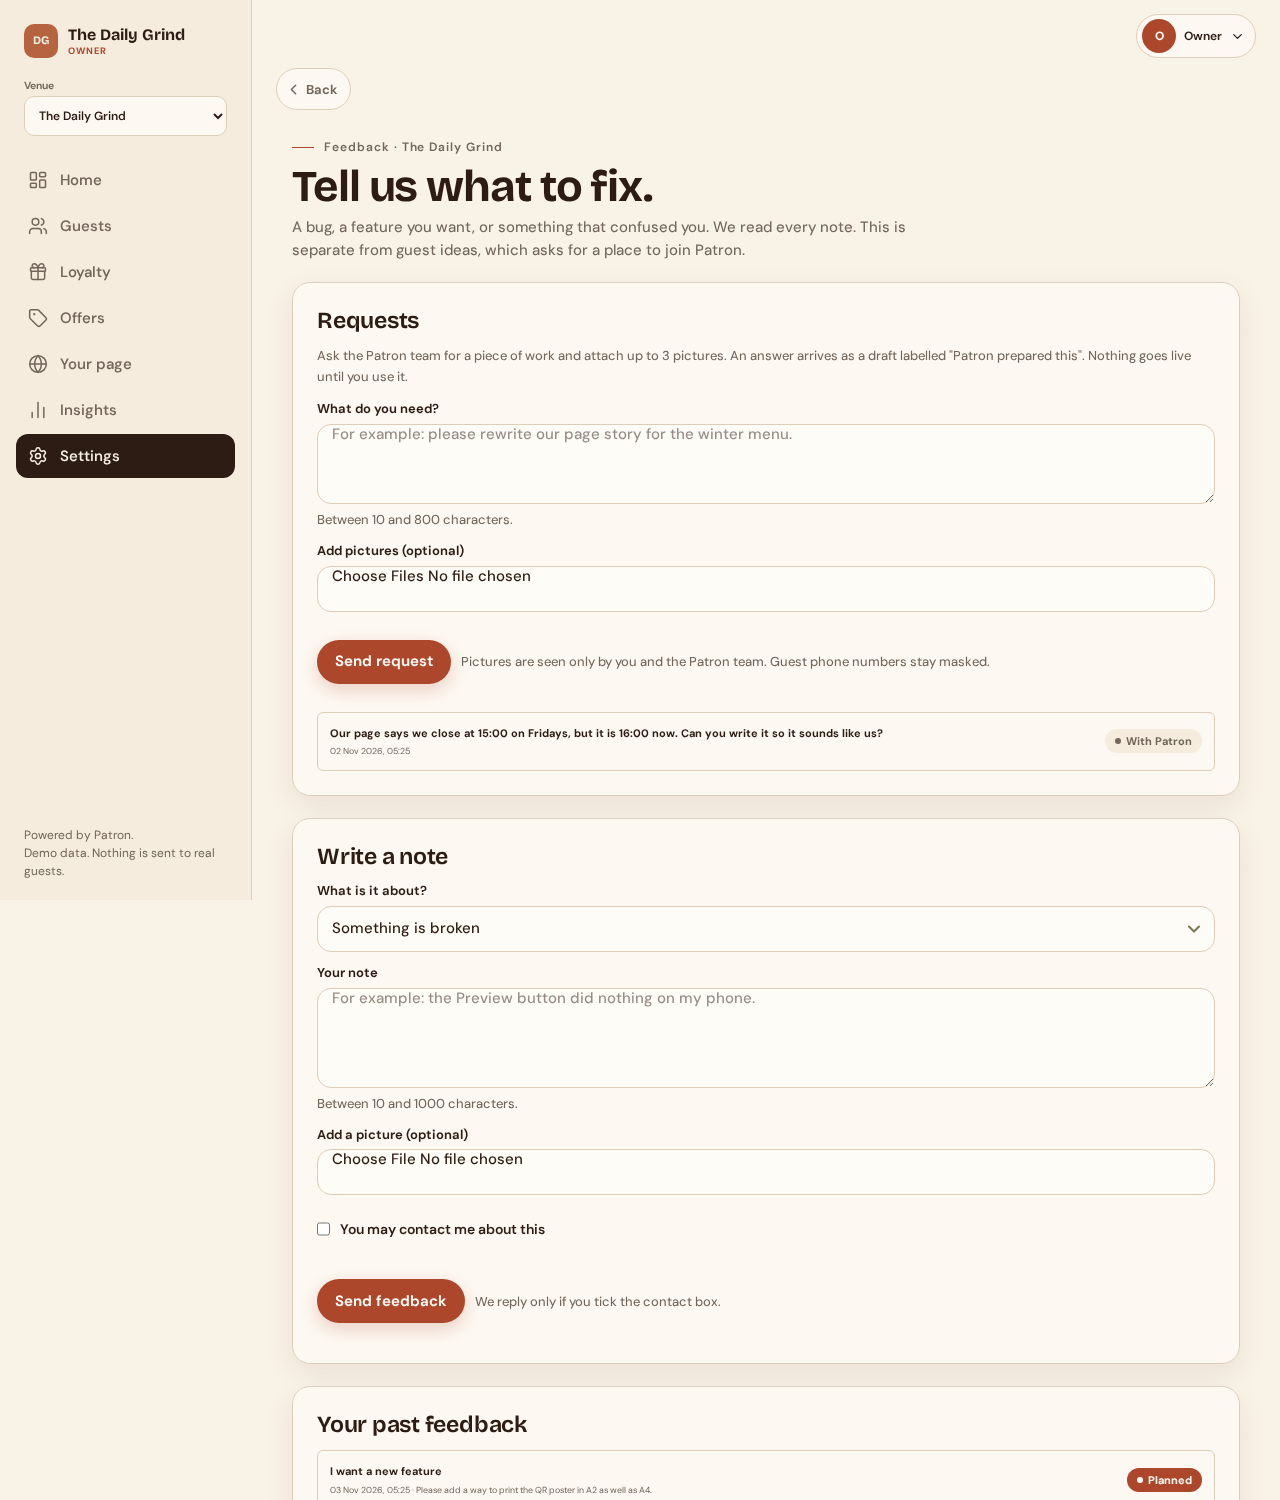 DG
The Daily Grind
OWNER
Venue
The Daily Grind
Home
Guests
Loyalty
Offers
Your page
Insights
Settings
Powered by Patron.
Demo data. Nothing is sent to real
guests.
O
Owner
Back
Feedback · The Daily Grind
Tell us what to fix.
A bug, a feature you want, or something that confused you. We read every note. This is
separate from guest ideas, which asks for a place to join Patron.
Requests
Ask the Patron team for a piece of work and attach up to 3 pictures. An answer arrives as a draft labelled "Patron prepared this". Nothing goes live
until you use it.
What do you need?
For example: please rewrite our page story for the winter menu.
Between 10 and 800 characters.
Add pictures (optional)
Choose Files No file chosen
Send request
Pictures are seen only by you and the Patron team. Guest phone numbers stay masked.
Our page says we close at 15:00 on Fridays, but it is 16:00 now. Can you write it so it sounds like us?
02 Nov 2026, 05:25
With Patron
Write a note
What is it about?
Something is broken
Your note
For example: the Preview button did nothing on my phone.
Between 10 and 1000 characters.
Add a picture (optional)
Choose File No file chosen
You may contact me about this
Send feedback
We reply only if you tick the contact box.
Your past feedback
I want a new feature
03 Nov 2026, 05:25 · Please add a way to print the QR poster in A2 as well as A4.
Planned